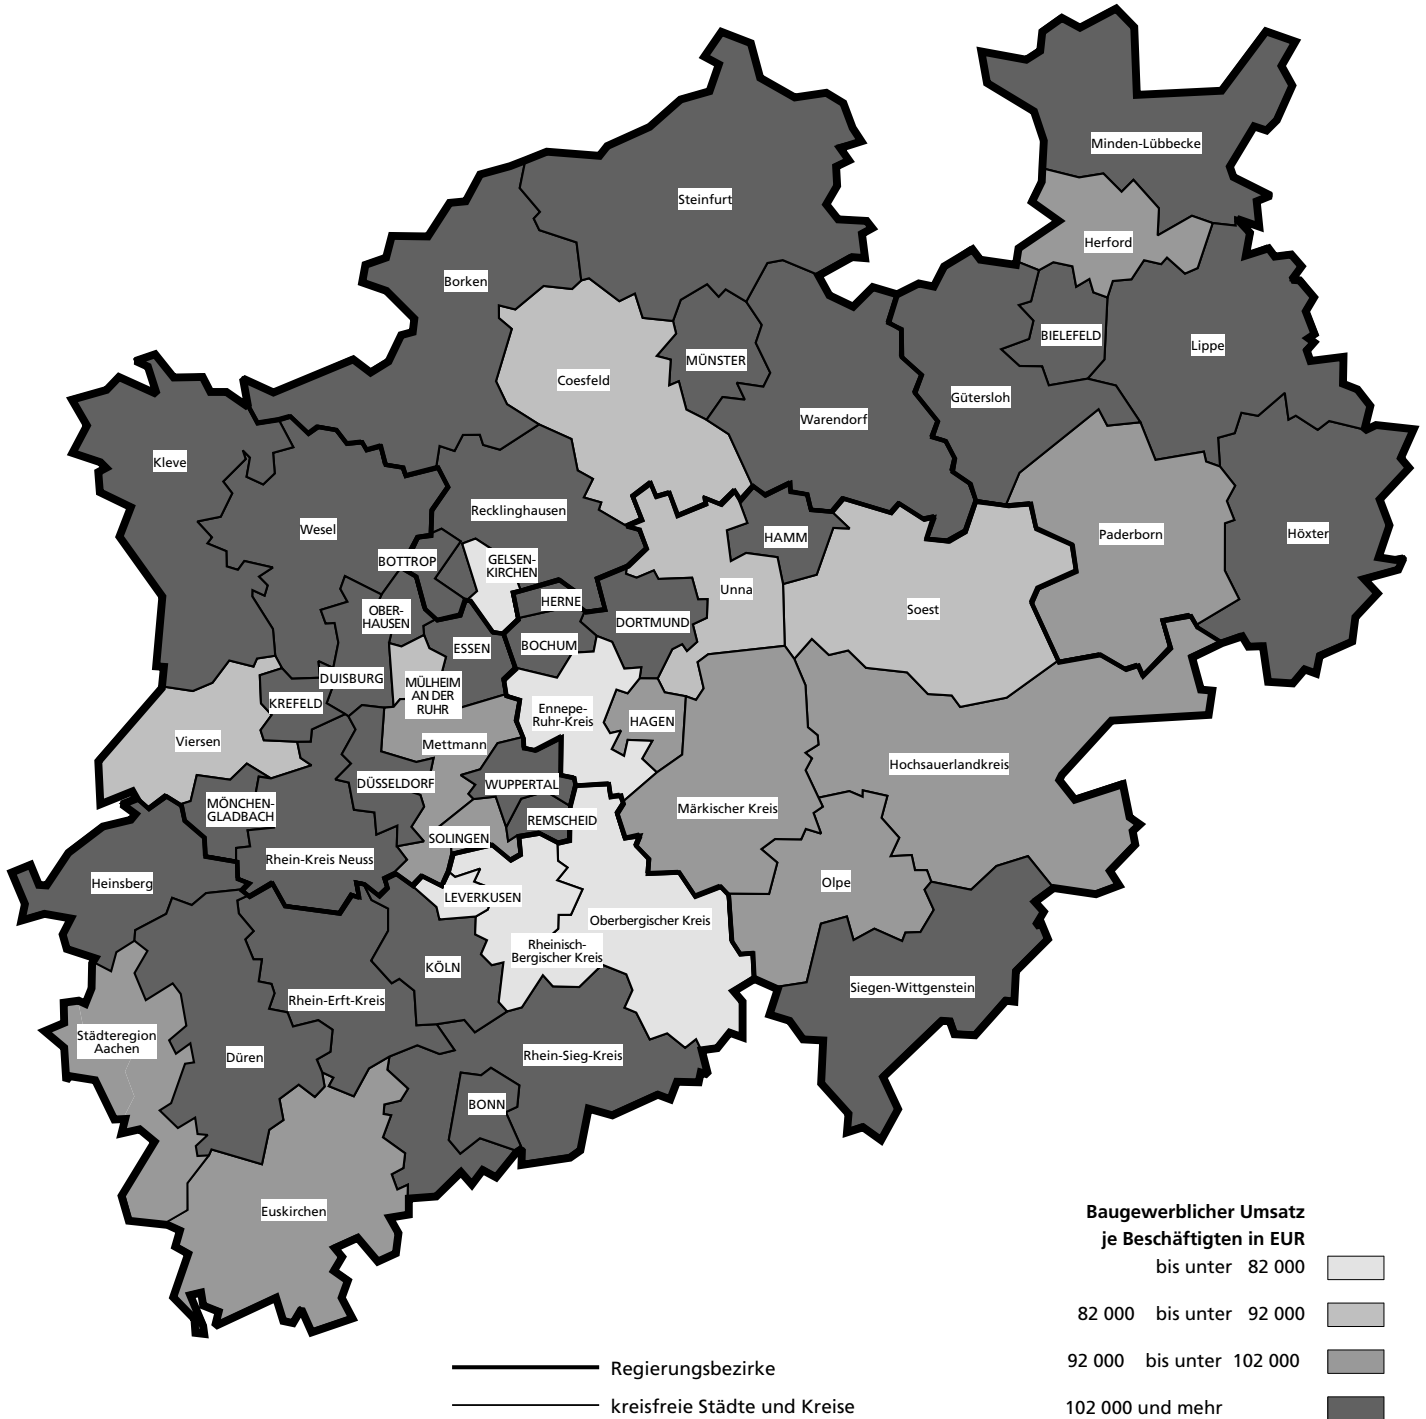 Minden-Lübbecke
Steinfurt
Herford
Borken
BIELEFELD
Lippe
MÜNSTER
Coesfeld
Gütersloh
Warendorf
Kleve
Recklinghausen
Wesel
HAMM
Paderborn
Höxter
BOTTROP
GELSEN-
KIRCHEN
Unna
HERNE
Soest
OBER-
HAUSEN
DORTMUND
ESSEN
BOCHUM
DUISBURG
MÜLHEIM
AN DER
RUHR
KREFELD
Ennepe-
Ruhr-Kreis
HAGEN
Viersen
Mettmann
Hochsauerlandkreis
DÜSSELDORF
WUPPERTAL
MÖNCHEN-
GLADBACH
Märkischer Kreis
REMSCHEID
SOLINGEN
Rhein-Kreis Neuss
Heinsberg
Olpe
LEVERKUSEN
Oberbergischer Kreis
Rheinisch-
Bergischer Kreis
KÖLN
Siegen-Wittgenstein
Rhein-Erft-Kreis
Städteregion
Aachen
Düren
Rhein-Sieg-Kreis
BONN
Euskirchen
Baugewerblicher Umsatz
je Beschäftigten in EUR
bis unter 82 000
82 000 bis unter 92 000
92 000 bis unter 102 000
102 000 und mehr
Regierungsbezirke
kreisfreie Städte und Kreise